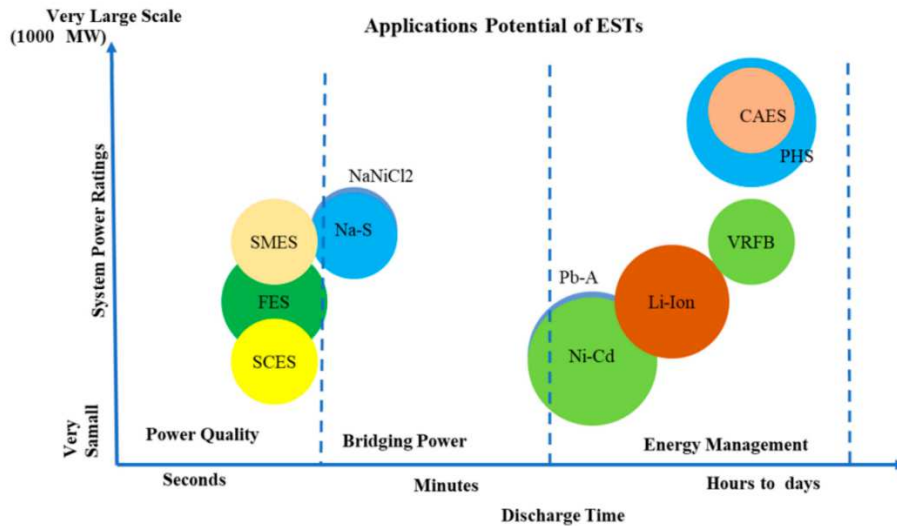 Very Large Scale
(1000 MW)
Applications Potential of ESTs
System Power Ratings
Very
Samall
CAES
PHS
NaNiCl2
Na-S
SMES
VRFB
Pb-A
FES
Li-Ion
SCES
Ni-Cd
Power Quality
Bridging Power
Energy Management
Seconds
Minutes
Hours to days
Discharge Time